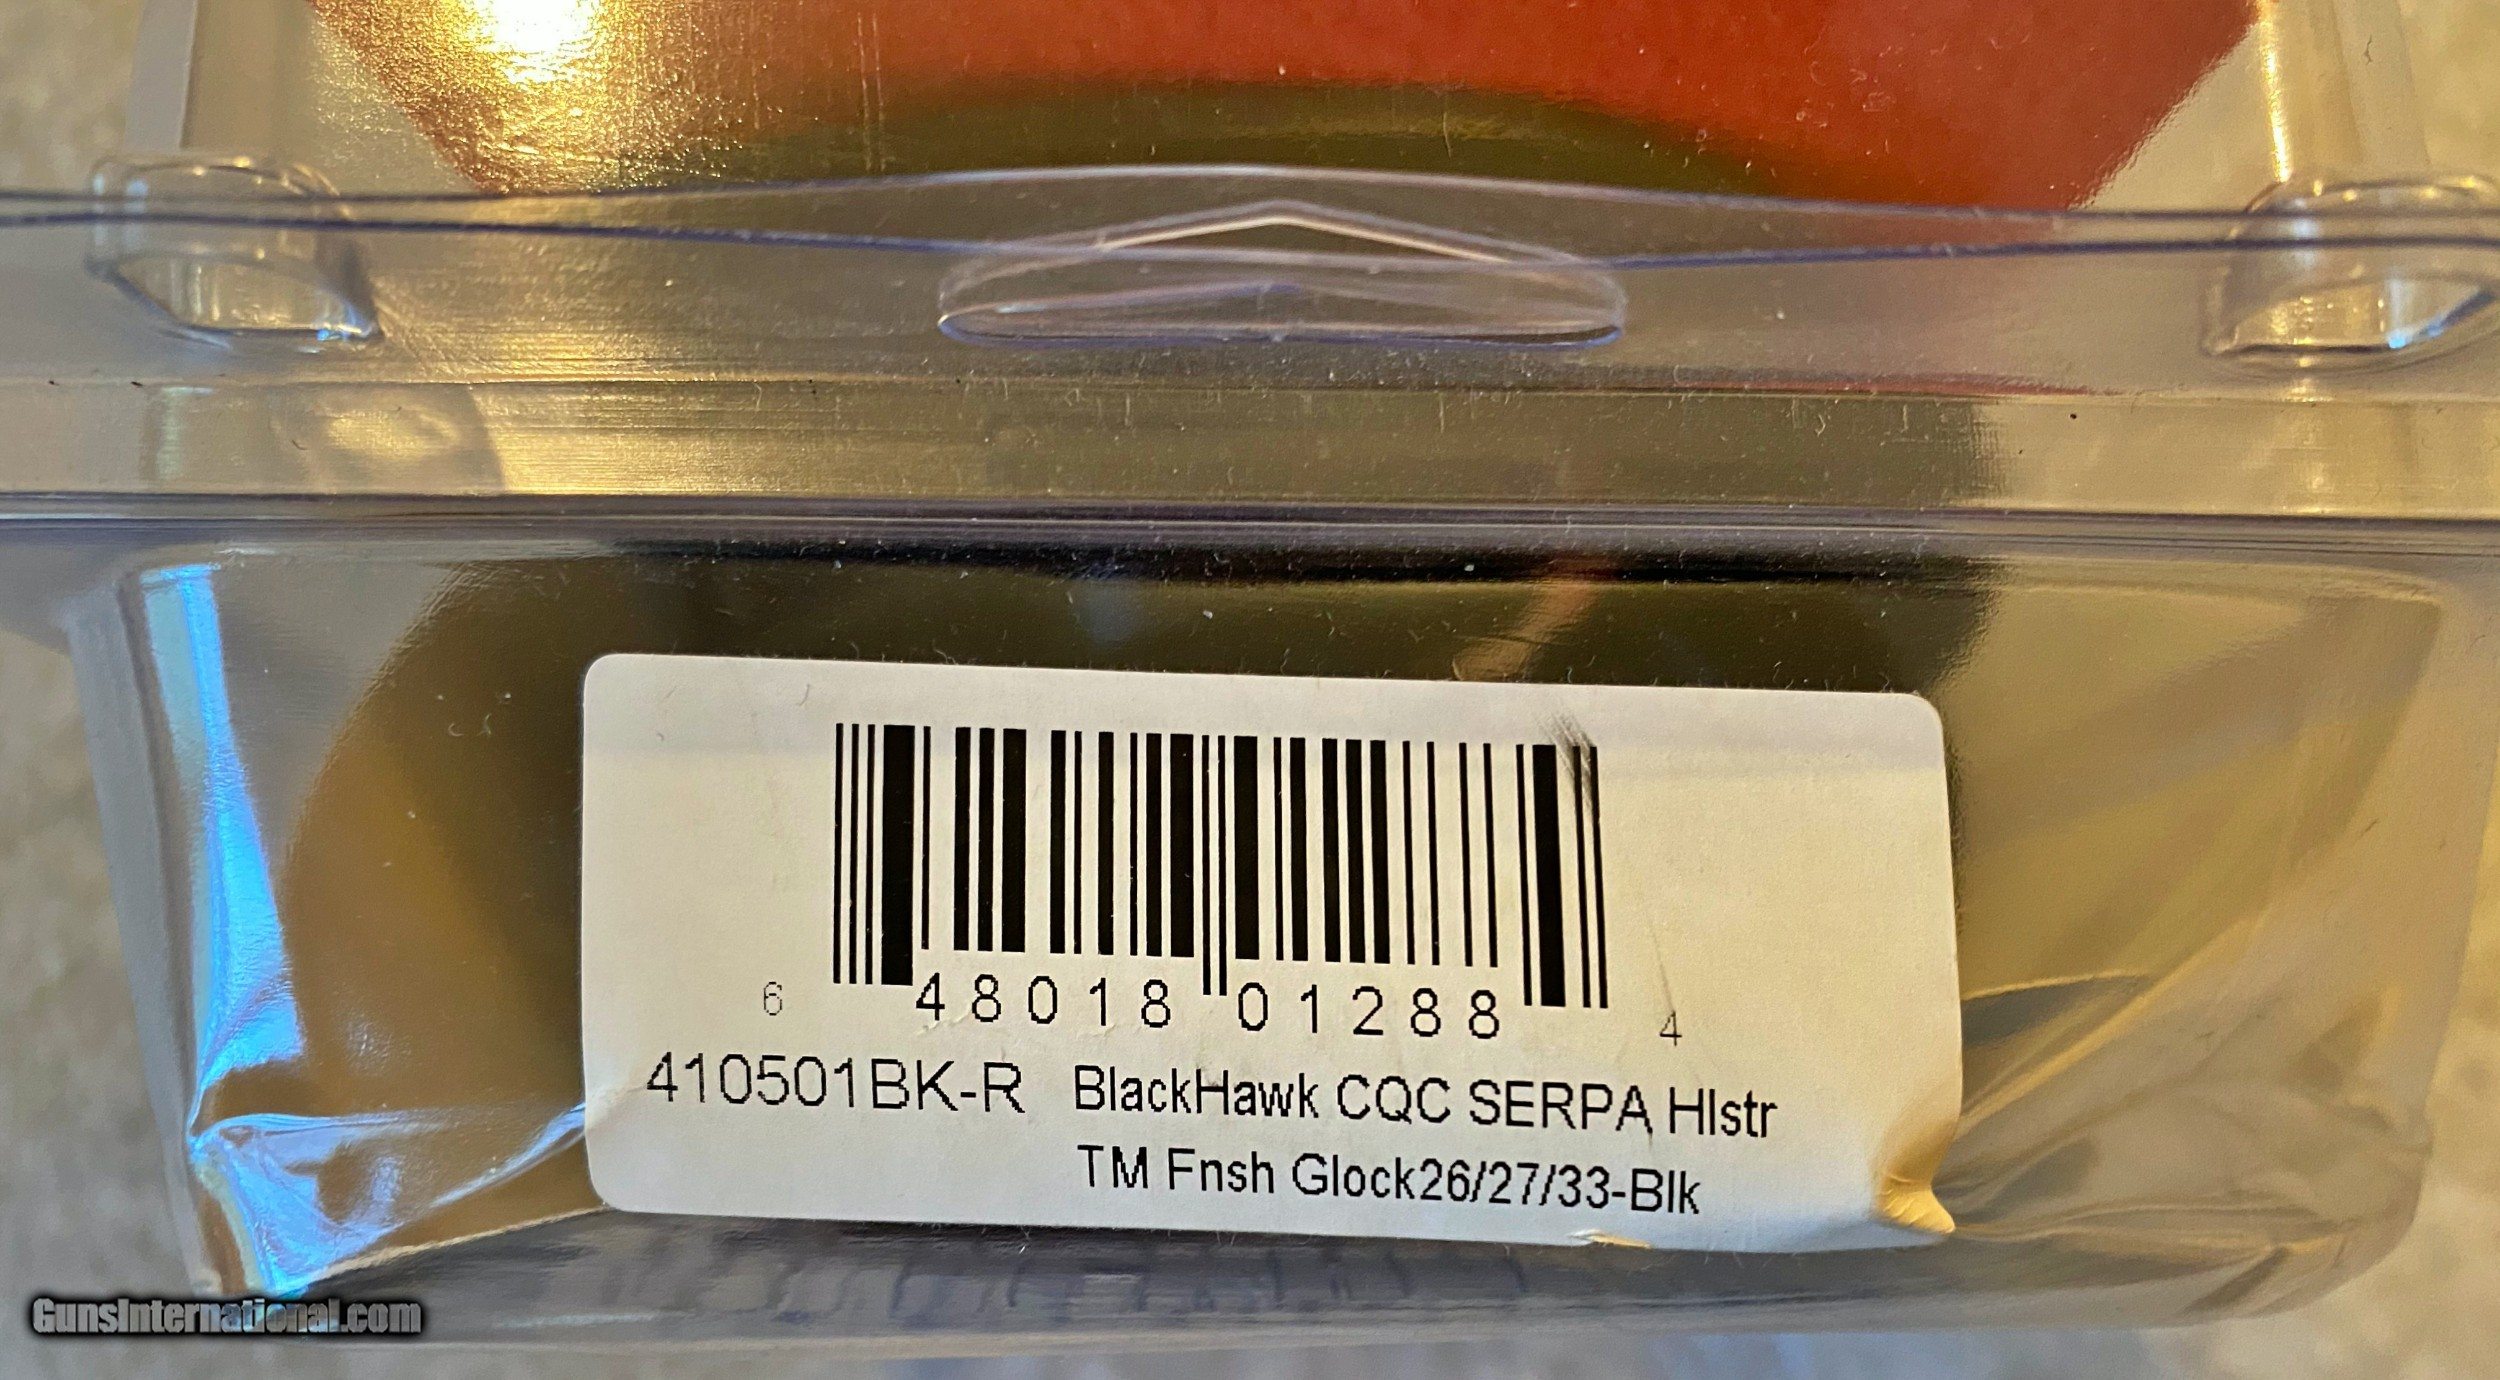 6 48018 01288 4
410501BK-R BlackHawk CQC SERPA Hlstr
TM Fnsh Glock26/27/33-Blk
GunsInternational.com